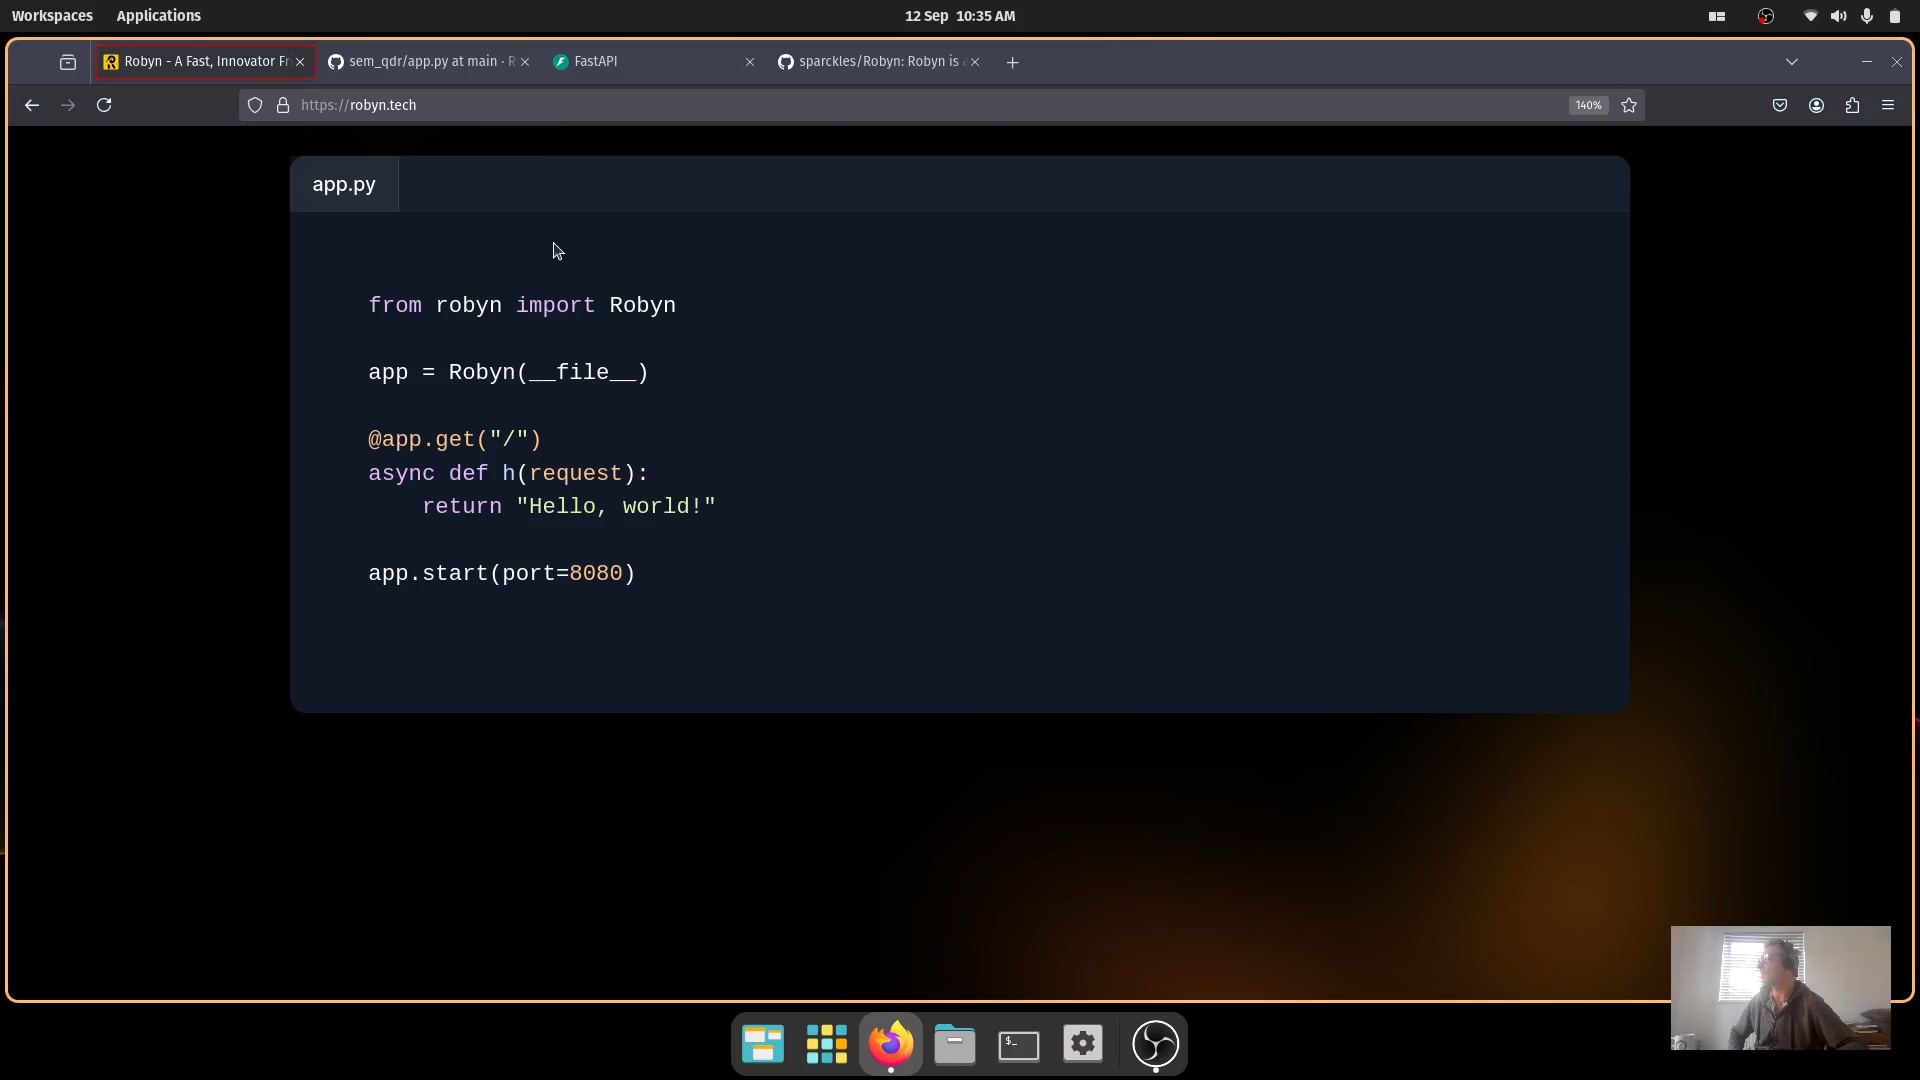 Workspaces Applications 12 Sep 10:35 AM
Robyn - A Fast, Innovator Fr sem_qdr/app.py at main · R FastAPI sparckles/Robyn: Robyn is a
https://robyn.tech 140%
app.py
from robyn import Robyn
app = Robyn(__file__)
@app.get("/")
async def h(request):
    return "Hello, world!"
app.start(port=8080)
$_